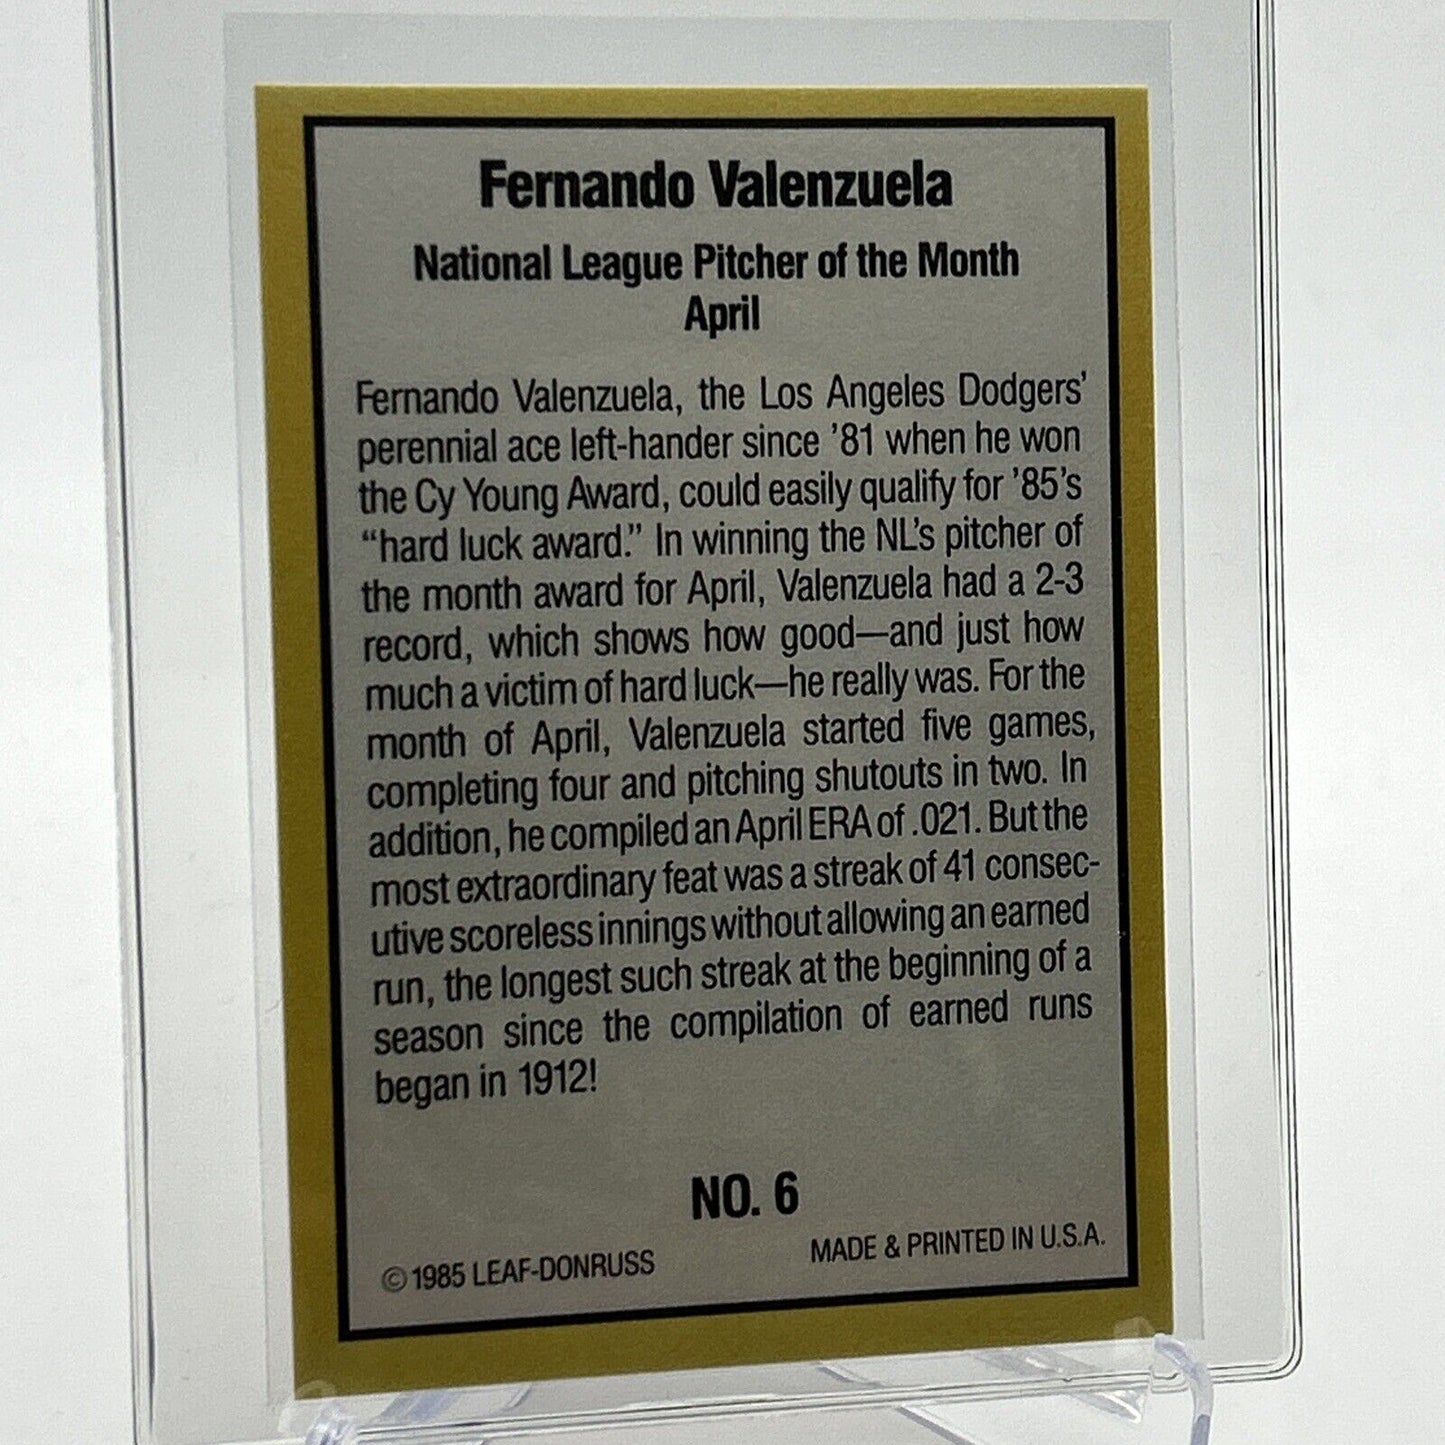 Fernando Valenzuela
National League Pitcher of the Month
April
Fernando Valenzuela, the Los Angeles Dodgers’
perennial ace left-hander since ’81 when he won
the Cy Young Award, could easily qualify for ’85’s
“hard luck award.” In winning the NL’s pitcher of
the month award for April, Valenzuela had a 2-3
record, which shows how good—and just how
much a victim of hard luck—he really was. For the
month of April, Valenzuela started five games,
completing four and pitching shutouts in two. In
addition, he compiled an April ERA of .021. But the
most extraordinary feat was a streak of 41 consec-
utive scoreless innings without allowing an earned
run, the longest such streak at the beginning of a
season since the compilation of earned runs
began in 1912!
NO. 6
© 1985 LEAF-DONRUSS
MADE & PRINTED IN U.S.A.